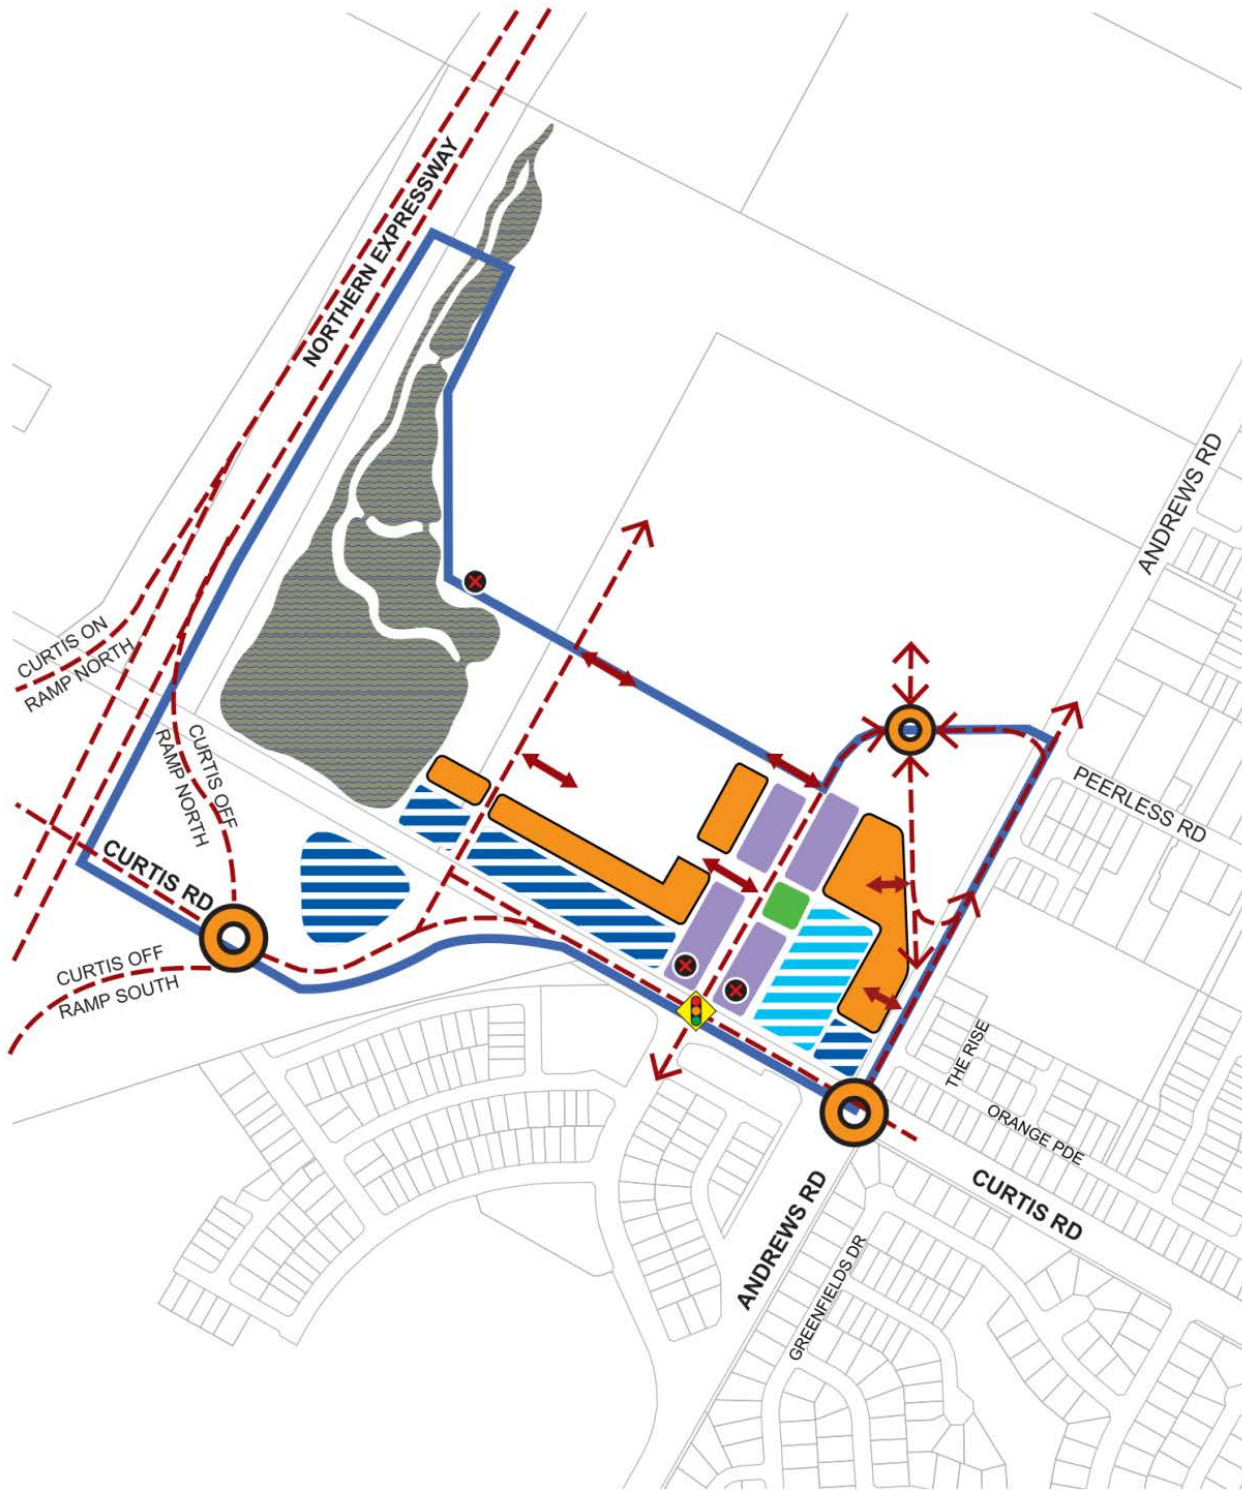 NORTHERN EXPRESSWAY
ANDREWS RD
CURTIS ON
RAMP NORTH
CURTIS OFF
RAMP NORTH
PEERLESS RD
CURTIS RD
CURTIS OFF
RAMP SOUTH
THE RISE
ORANGE PDE
CURTIS RD
ANDREWS RD
GREENFIELDS DR